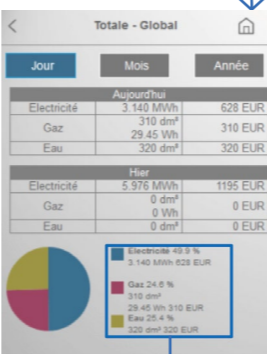 Totale - Global
Jour Mois Année
Aujourd'hui
Electricité 3.140 MWh 628 EUR
Gaz 310 dm³ 310 EUR
29.45 Wh
Eau 320 dm³ 320 EUR
Hier
Electricité 5.976 MWh 1195 EUR
Gaz 0 dm³ 0 EUR
0 Wh
Eau 0 dm³ 0 EUR
Electricité 49.9 %
3.140 MWh 628 EUR
Gaz 24.6 %
310 dm³
29.45 Wh 310 EUR
Eau 25.4 %
320 dm³ 320 EUR